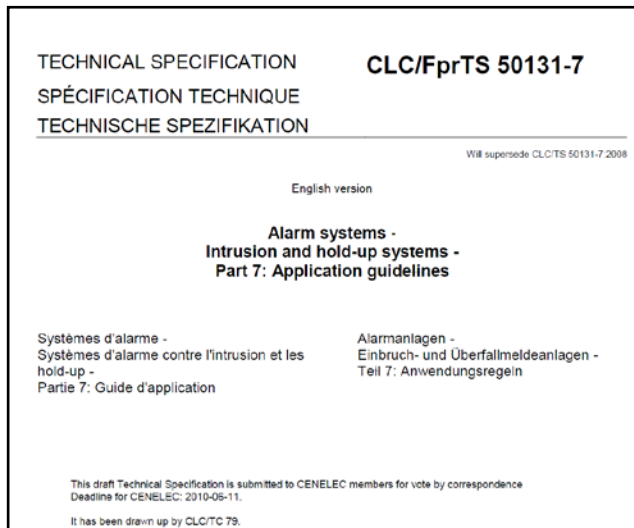 TECHNICAL SPECIFICATION
CLC/FprTS 50131-7
SPÉCIFICATION TECHNIQUE
TECHNISCHE SPEZIFIKATION
Will supersede CLC/TS 50131-7:2008
English version
Alarm systems -
Intrusion and hold-up systems -
Part 7: Application guidelines
Systèmes d'alarme -
Systèmes d'alarme contre l'intrusion et les
hold-up -
Partie 7: Guide d'application
Alarmanlagen -
Einbruch- und Überfallmeldeanlagen -
Teil 7: Anwendungsregeln
This draft Technical Specification is submitted to CENELEC members for vote by correspondence
Deadline for CENELEC: 2010-06-11.
It has been drawn up by CLC/TC 79.